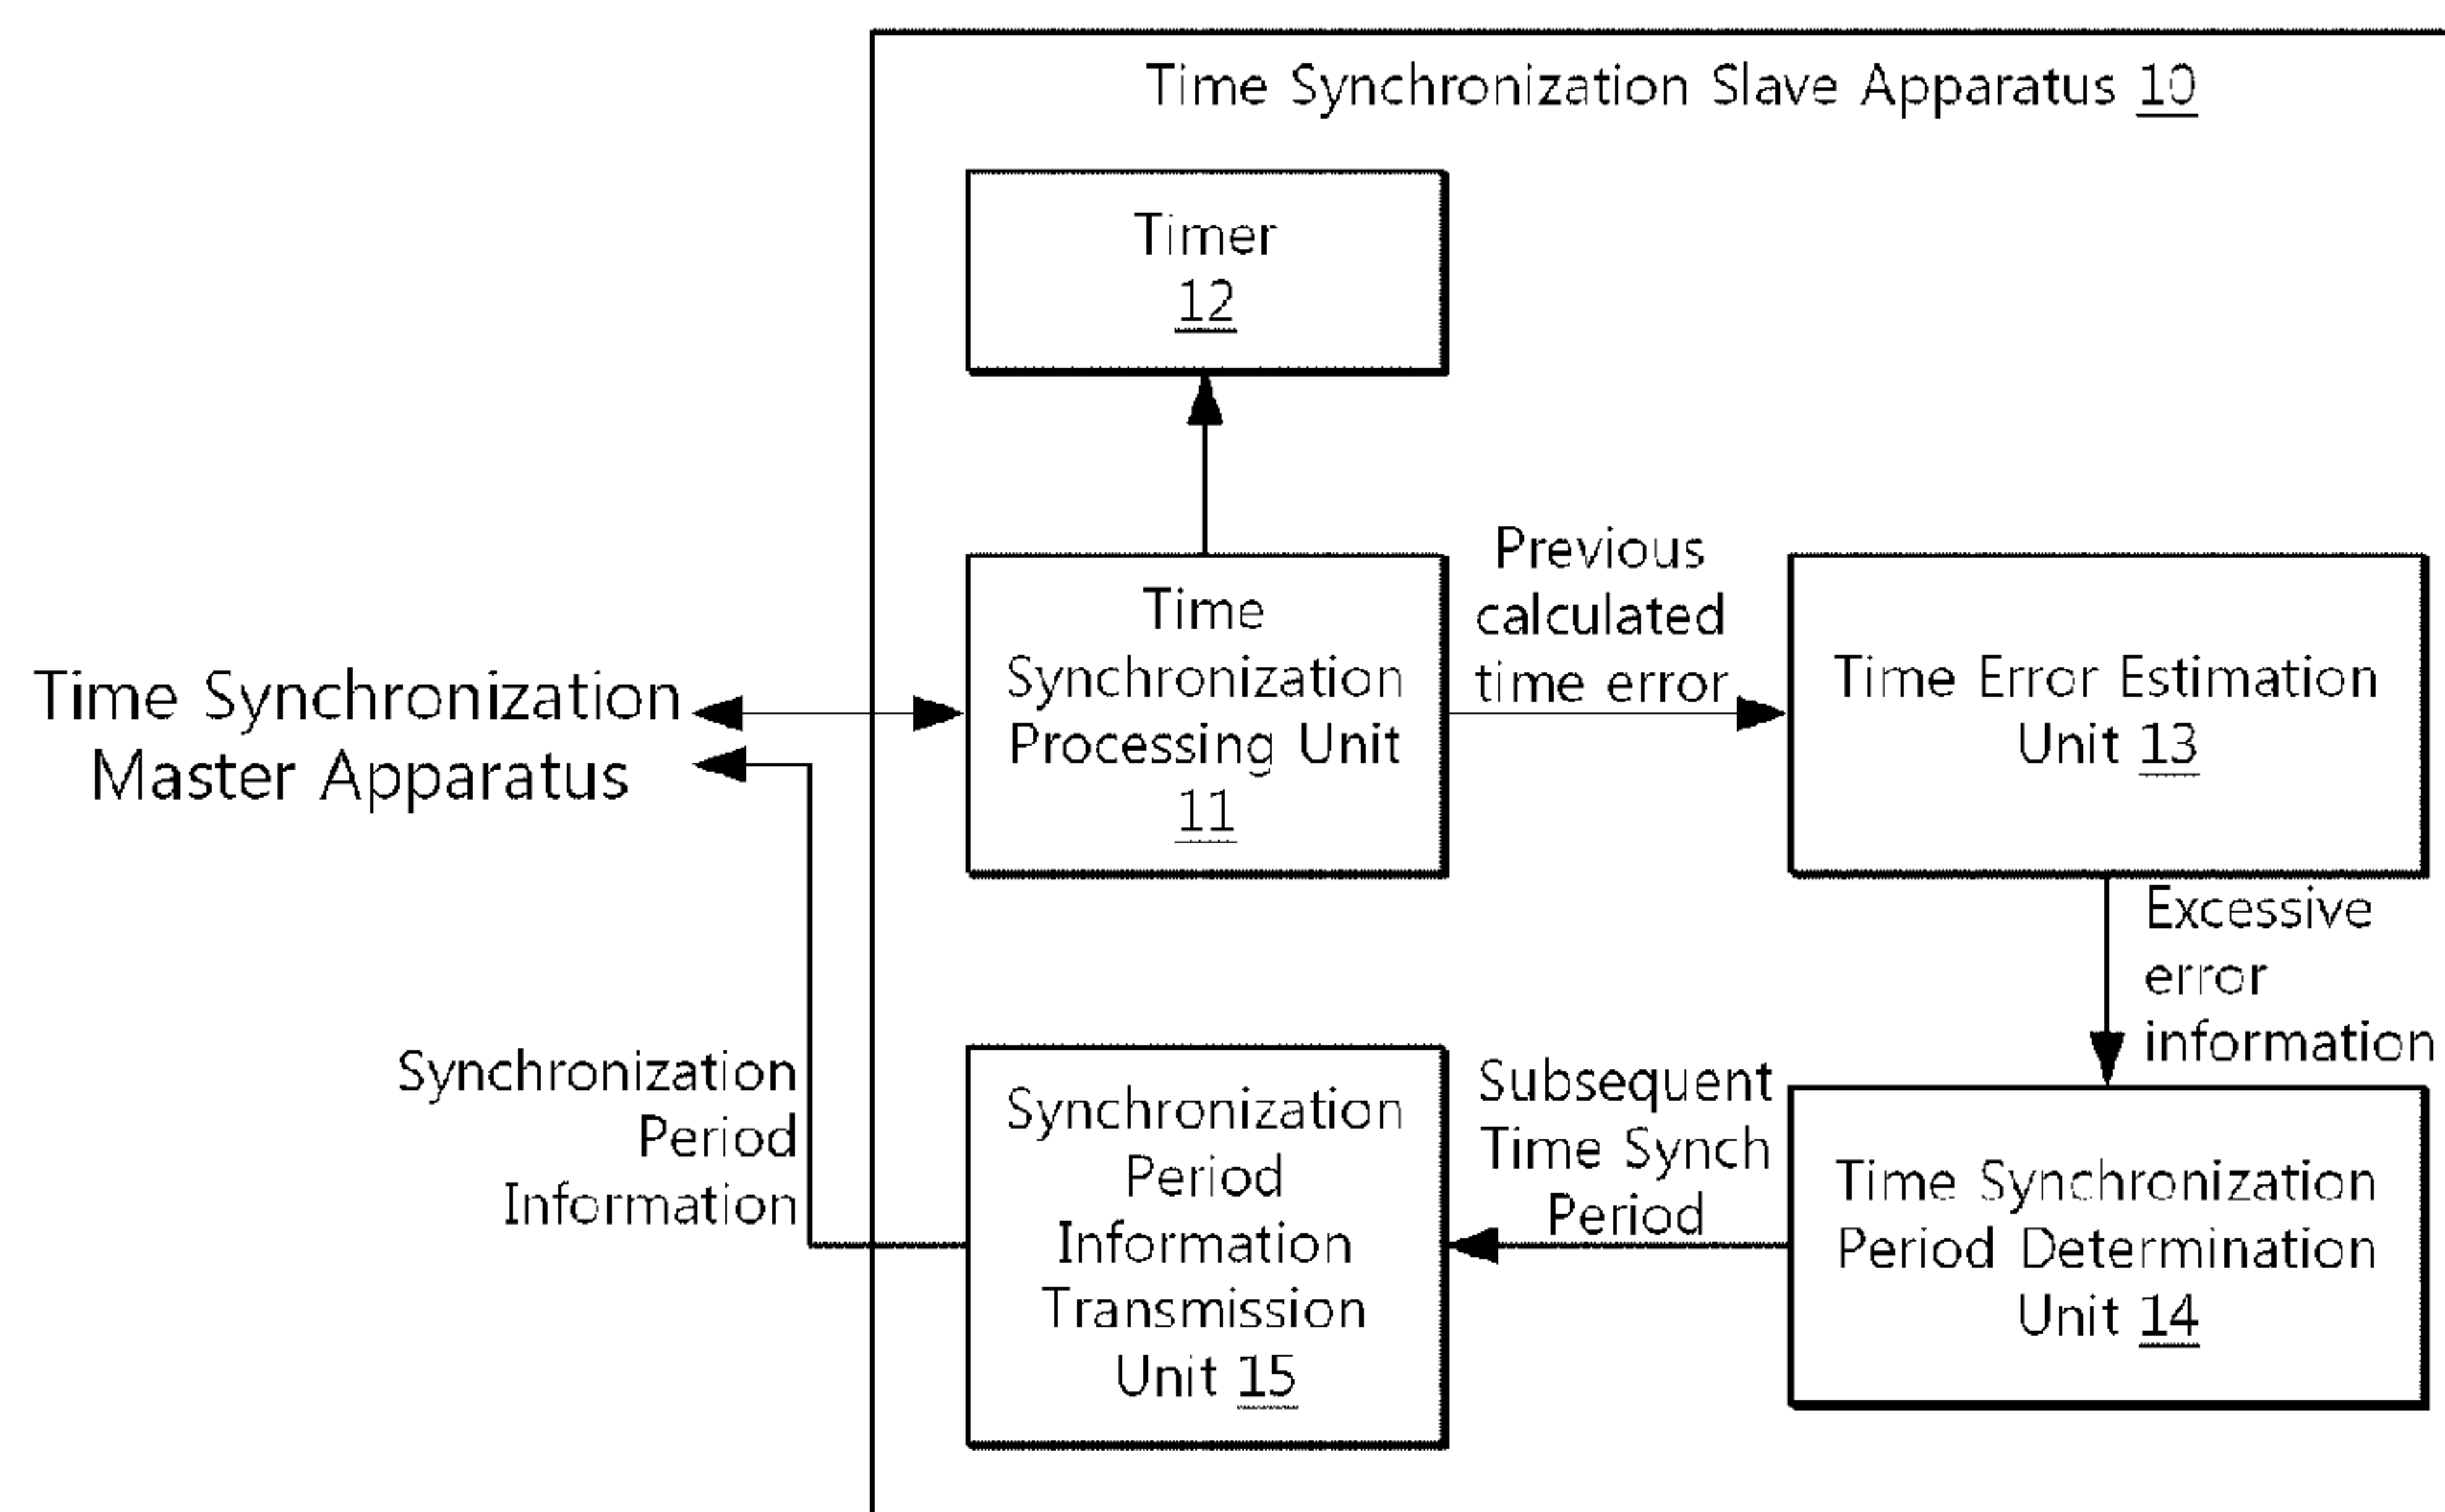 Time Synchronization Slave Apparatus 10
Timer
12
Time
Synchronization
Processing Unit
11
Previous
calculated
time error
Time Error Estimation
Unit 13
Time Synchronization
Master Apparatus
Excessive
error
information
Synchronization
Period
Information
Synchronization
Period
Information
Transmission
Unit 15
Subsequent
Time Synch
Period
Time Synchronization
Period Determination
Unit 14